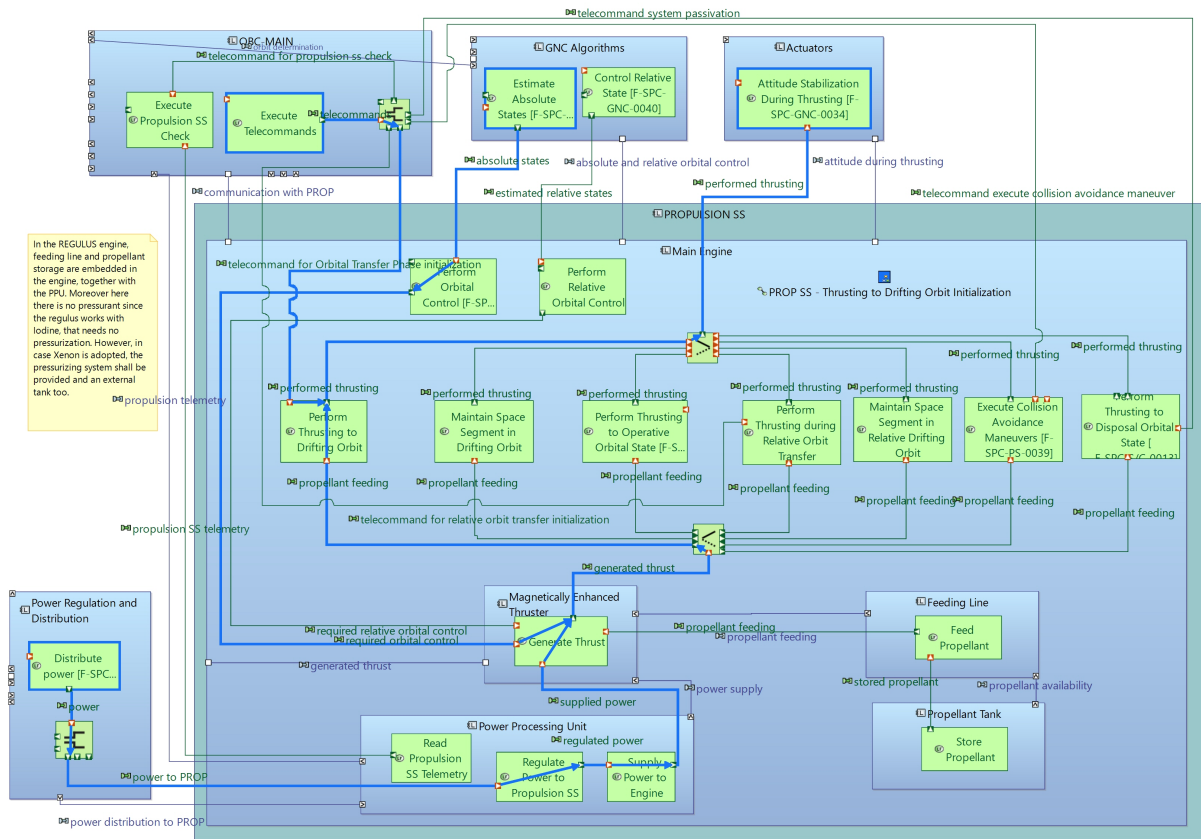 telecommand system passivation
OBC-MAIN
orbit determination
telecommand for propulsion ss check
GNC Algorithms
Actuators
Execute
Propulsion SS
Check
Execute
Telecommands
telecommand
Estimate
Absolute
States [F-SPC-...
Control Relative
State [F-SPC-
GNC-0040]
Attitude Stabilization
During Thrusting [F-
SPC-GNC-0034]
absolute states
absolute and relative orbital control
attitude during thrusting
communication with PROP
estimated relative states
performed thrusting
telecommand execute collision avoidance maneuver
PROPULSION SS
In the REGULUS engine,
feeding line and propellant
storage are embedded in
the engine, together with
the PPU. Moreover here
there is no pressurant since
the regulus works with
Iodine, that needs no
pressurization. However, in
case Xenon is adopted, the
pressurizing system shall be
provided and an external
tank too.
Main Engine
telecommand for Orbital Transfer Phase initialization
Perform
Orbital
Control [F-SP...
Perform
Relative
Orbital Control
PROP SS - Thrusting to Drifting Orbit Initialization
performed thrusting
performed thrusting
performed thrusting
performed thrusting
performed thrusting
performed thrusting
performed thrusting
propulsion telemetry
Perform
Thrusting to
Drifting Orbit
Maintain Space
Segment in
Drifting Orbit
Perform Thrusting
to Operative
Orbital State [F-S...
Perform
Thrusting during
Relative Orbit
Transfer
Maintain Space
Segment in
Relative Drifting
Orbit
Execute Collision
Avoidance
Maneuvers [F-
SPC-PS-0039]
Perform
Thrusting to
Disposal Orbital
State [
propellant feeding
propellant feeding
propellant feeding
propellant feeding
propellant feeding
propellant feeding
propellant feeding
telecommand for relative orbit transfer initialization
propulsion SS telemetry
generated thrust
Power Regulation and
Distribution
Magnetically Enhanced
Thruster
Feeding Line
required relative orbital control
required orbital control
Generate Thrust
propellant feeding
propellant feeding
Feed
Propellant
generated thrust
Distribute
power [F-SPC...
power
supplied power
power supply
stored propellant
propellant availability
Propellant Tank
Store
Propellant
Power Processing Unit
regulated power
Read
Propulsion
SS Telemetry
Regulate
Power to
Propulsion SS
Supply
Power to
Engine
power to PROP
power distribution to PROP